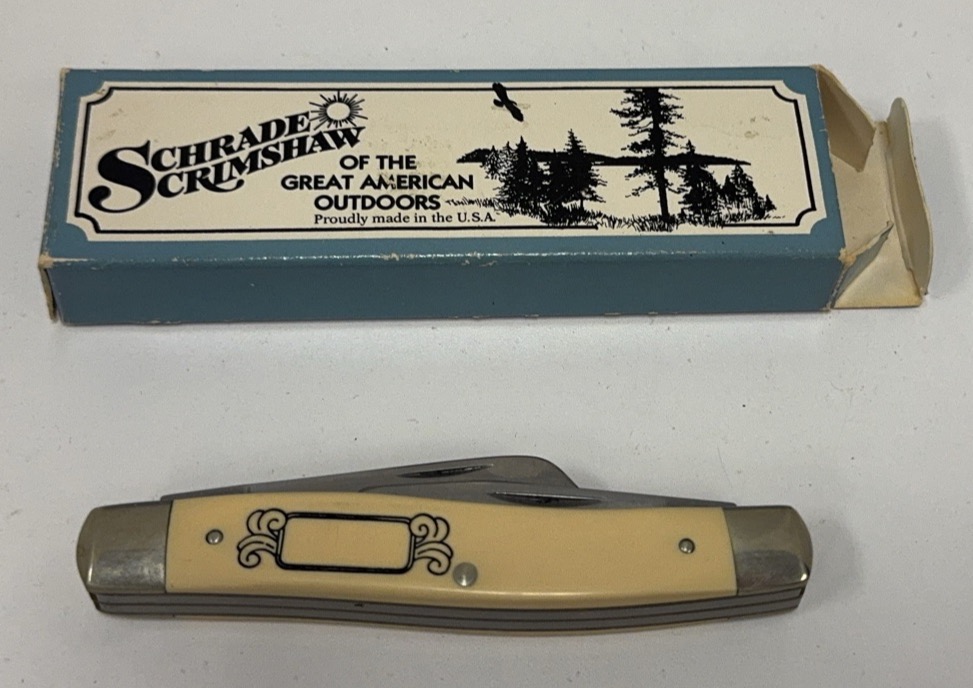 SCHRADE
SCRIMSHAW
OF THE
GREAT AMERICAN
OUTDOORS
Proudly made in the U.S.A.